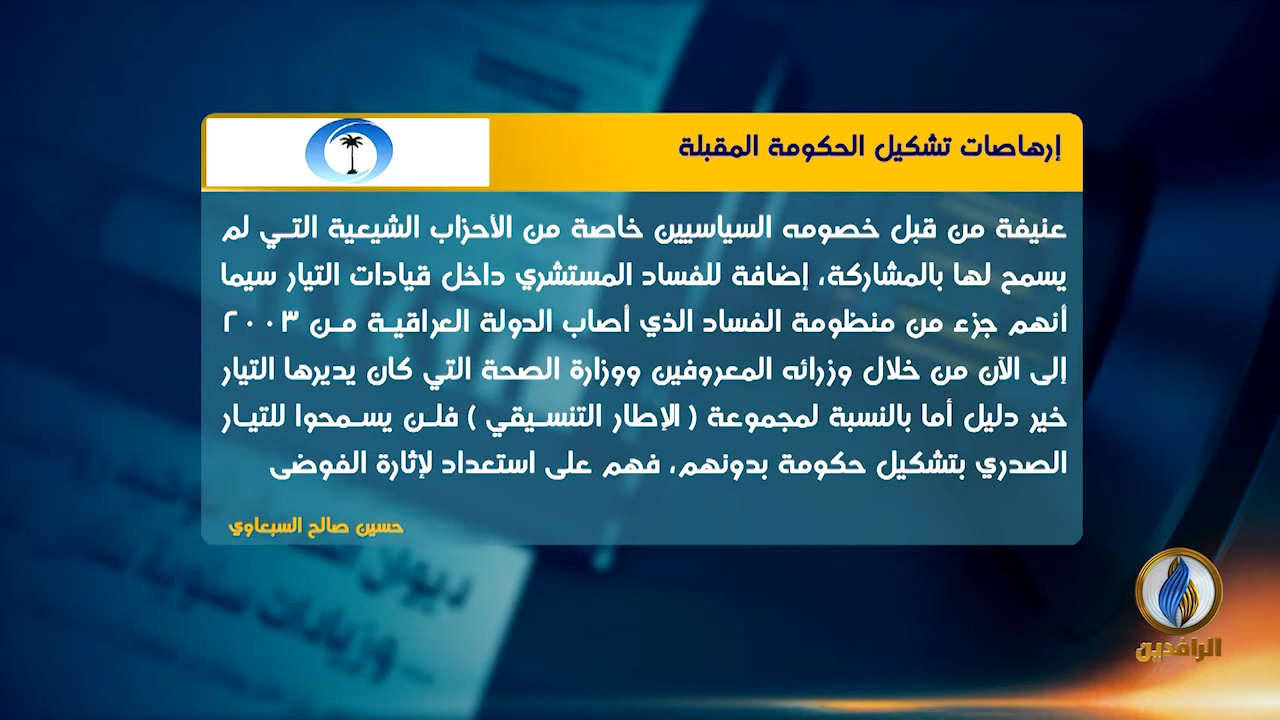 إرهاصات تشكيل الحكومة المقبلة
عنيفة من قبل خصومه السياسيين خاصة من الأحزاب الشيعية التي لم
يسمح لها بالمشاركة، إضافة للفساد المستشري داخل قيادات التيار سيما
أنهم جزء من منظومة الفساد الذي أصاب الدولة العراقية من ٢٠٠٣
إلى الآن من خلال وزرائه المعروفين ووزارة الصحة التي كان يديرها التيار
خير دليل أما بالنسبة لمجموعة ( الإطار التنسيقي ) فلن يسمحوا للتيار
الصدري بتشكيل حكومة بدونهم، فهم على استعداد لإثارة الفوضى
حسين صالح السبعاوي
ديوان
وزيادات سنوية
الرافدين